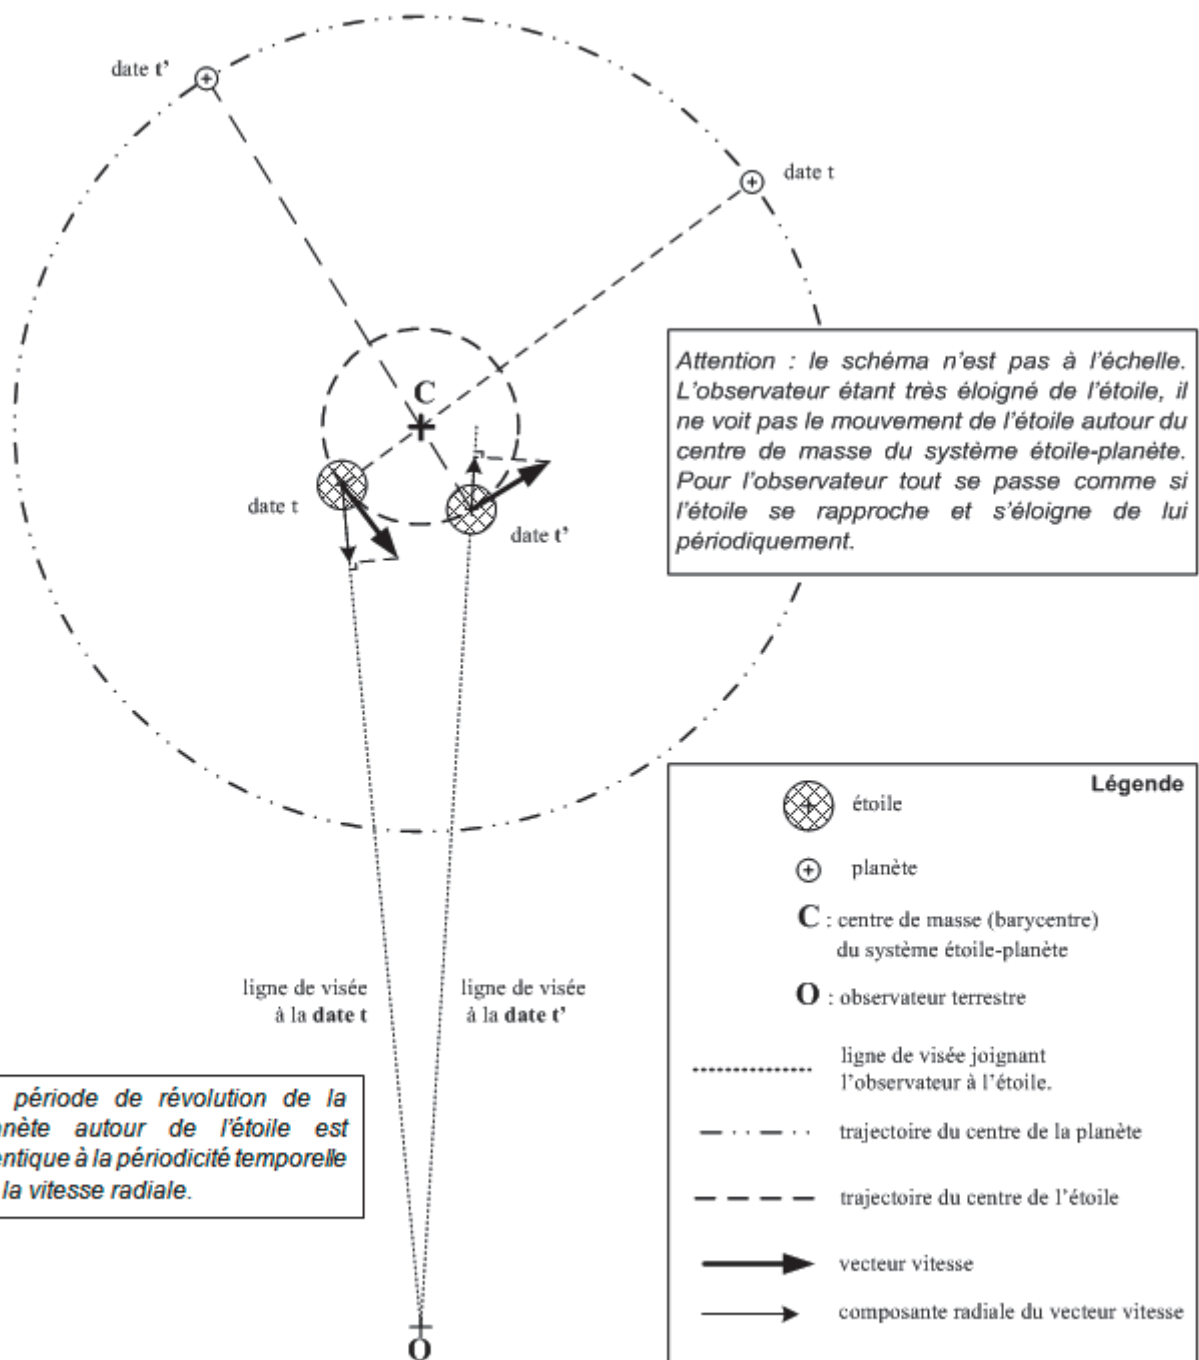 date t'
date t
C
Attention : le schéma n'est pas à l'échelle.
L'observateur étant très éloigné de l'étoile, il
ne voit pas le mouvement de l'étoile autour du
centre de masse du système étoile-planète.
Pour l'observateur tout se passe comme si
l'étoile se rapproche et s'éloigne de lui
périodiquement.
date t
date t'
Légende
étoile
planète
C : centre de masse (barycentre)
du système étoile-planète
O : observateur terrestre
ligne de visée
à la date t
ligne de visée
à la date t'
ligne de visée joignant
l'observateur à l'étoile.
trajectoire du centre de la planète
trajectoire du centre de l'étoile
vecteur vitesse
composante radiale du vecteur vitesse
période de révolution de la
autour de l'étoile est
à la périodicité temporelle
la vitesse radiale.
O